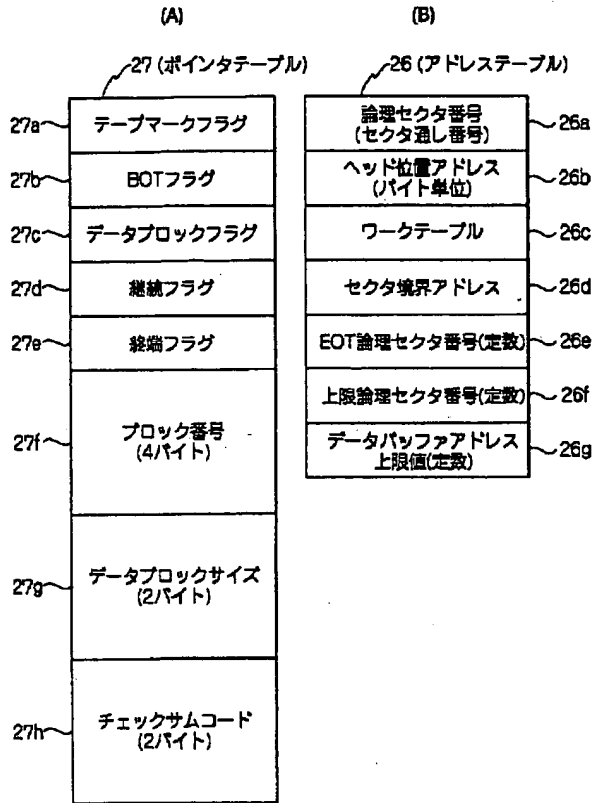 (A)
27 (ポインタテーブル)
27a
テープマークフラグ
27b
BOTフラグ
27c
データブロックフラグ
27d
継続フラグ
27e
終端フラグ
27f
ブロック番号
(4バイト)
27g
データブロックサイズ
(2バイト)
27h
チェックサムコード
(2バイト)
(B)
26 (アドレステーブル)
論理セクタ番号
(セクタ通し番号)
26a
ヘッド位置アドレス
(バイト単位)
26b
ワークテーブル
26c
セクタ境界アドレス
26d
EOT論理セクタ番号(定数)
26e
上限論理セクタ番号(定数)
26f
データバッファアドレス
上限値(定数)
26g